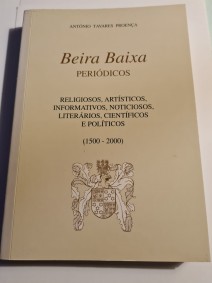 ANTÓNIO TAVARES PROENÇA
Beira Baixa
PERIÓDICOS
RELIGIOSOS, ARTÍSTICOS,
INFORMATIVOS, NOTICIOSOS,
LITERÁRIOS, CIENTÍFICOS
E POLÍTICOS
(1500 - 2000)